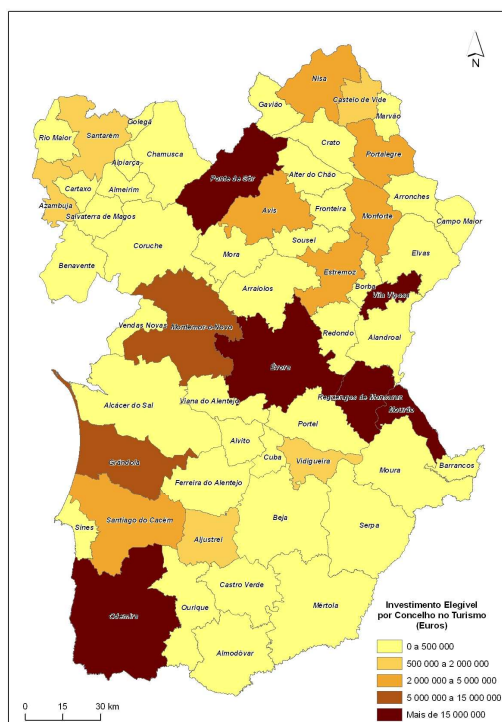 N
Nisa
Gavião
Castelo de Vide
Marvão
Golegã
Rio Maior
Santarém
Chamusca
Crato
Portalegre
Alpiarça
Ponte de Sôr
Alter do Chão
Cartaxo
Almeirim
Arronches
Azambuja
Avis
Fronteira
Monforte
Salvaterra de Magos
Campo Maior
Coruche
Sousel
Mora
Elvas
Benavente
Estremoz
Arraiolos
Borba
Vila Viçosa
Vendas Novas
Montemor-o-Novo
Redondo
Alandroal
Évora
Alcácer do Sal
Viana do Alentejo
Reguengos de Monsaraz
Mourão
Portel
Alvito
Grândola
Cuba
Vidigueira
Moura
Barrancos
Ferreira do Alentejo
Santiago do Cacém
Beja
Sines
Serpa
Aljustrel
Castro Verde
Odemira
Ourique
Mértola
Almodôvar
Investimento Elegível
por Concelho no Turismo
(Euros)
0 a 500 000
500 000 a 2 000 000
2 000 000 a 5 000 000
5 000 000 a 15 000 000
Mais de 15 000 000
0 15 30 km